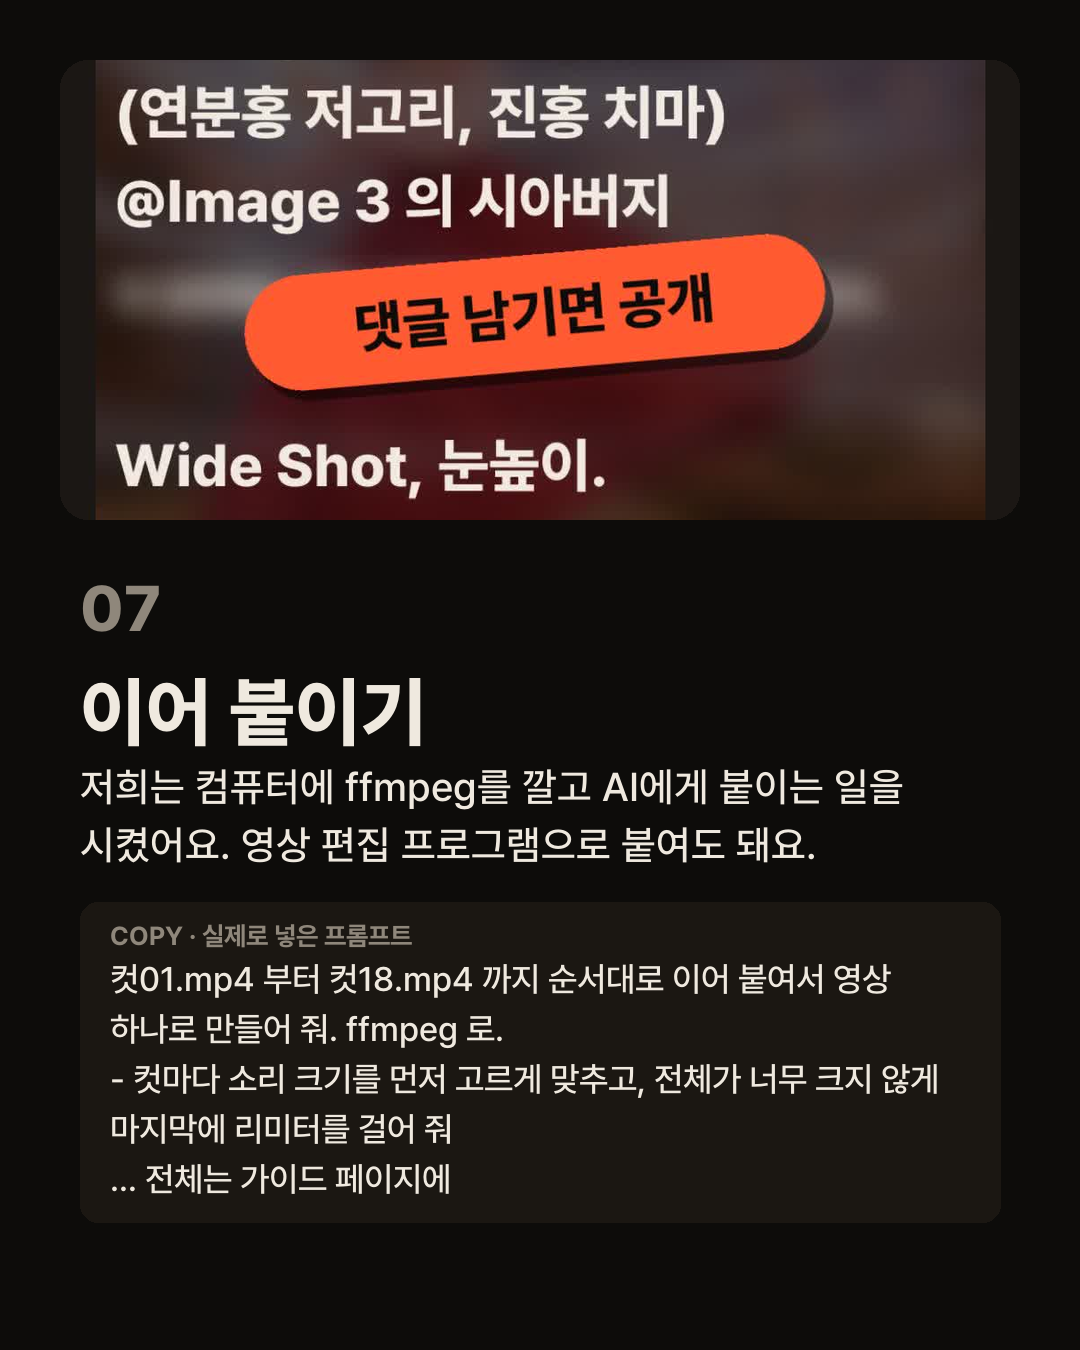 (연분홍 저고리, 진홍 치마)
@Image 3 의 시아버지
댓글 남기면 공개
Wide Shot, 눈높이.
07
이어 붙이기
저희는 컴퓨터에 ffmpeg를 깔고 AI에게 붙이는 일을
시켰어요. 영상 편집 프로그램으로 붙여도 돼요.
COPY · 실제로 넣은 프롬프트
컷01.mp4 부터 컷18.mp4 까지 순서대로 이어 붙여서 영상
하나로 만들어 줘. ffmpeg 로.
- 컷마다 소리 크기를 먼저 고르게 맞추고, 전체가 너무 크지 않게
마지막에 리미터를 걸어 줘
... 전체는 가이드 페이지에